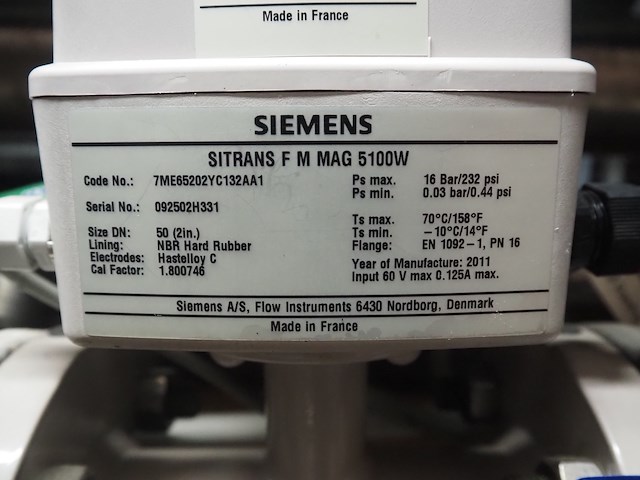 Made in France
SIEMENS
SITRANS F M MAG 5100W
Code No.: 7ME65202YC132AA1
Serial No.: 092502H331
Size DN: 50 (2in.)
Lining: NBR Hard Rubber
Electrodes: Hastelloy C
Cal Factor: 1.800746
Ps max. 16 Bar/232 psi
Ps min. 0.03 bar/0.44 psi
Ts max. 70°C/158°F
Ts min. –10°C/14°F
Flange: EN 1092–1, PN 16
Year of Manufacture: 2011
Input 60 V max 0.125A max.
Siemens A/S, Flow Instruments 6430 Nordborg, Denmark
Made in France